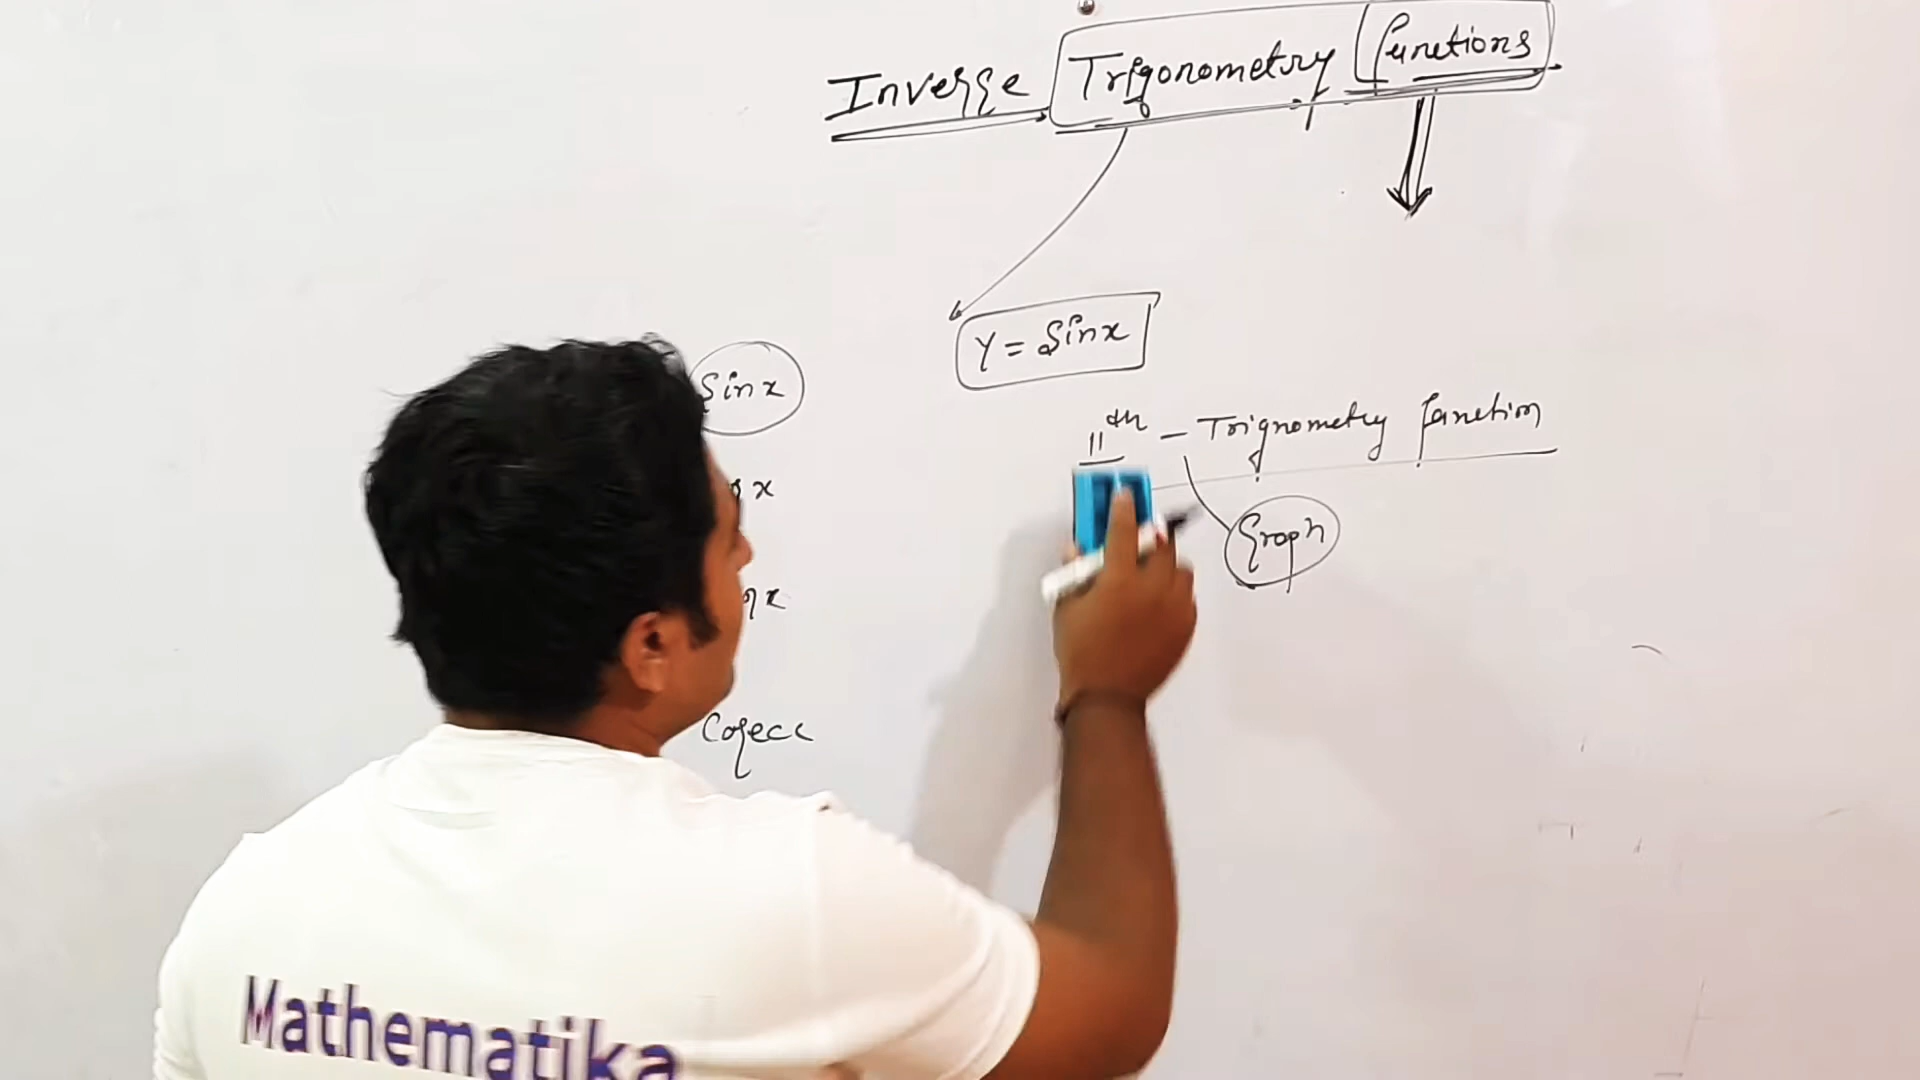 Inverse Trigonometry functions
Y = Sinx
Sinx
11th - Trignometry function
x
Graph
x
Cosecc
Mathematika